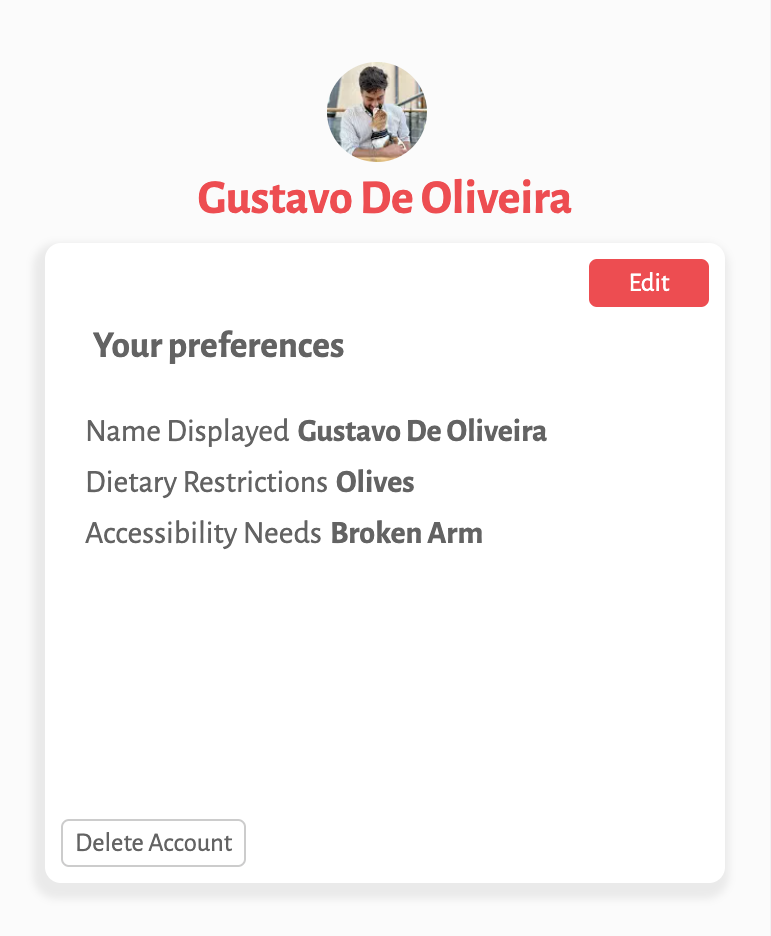 Gustavo De Oliveira
Edit
Your preferences
Name Displayed Gustavo De Oliveira
Dietary Restrictions Olives
Accessibility Needs Broken Arm
Delete Account